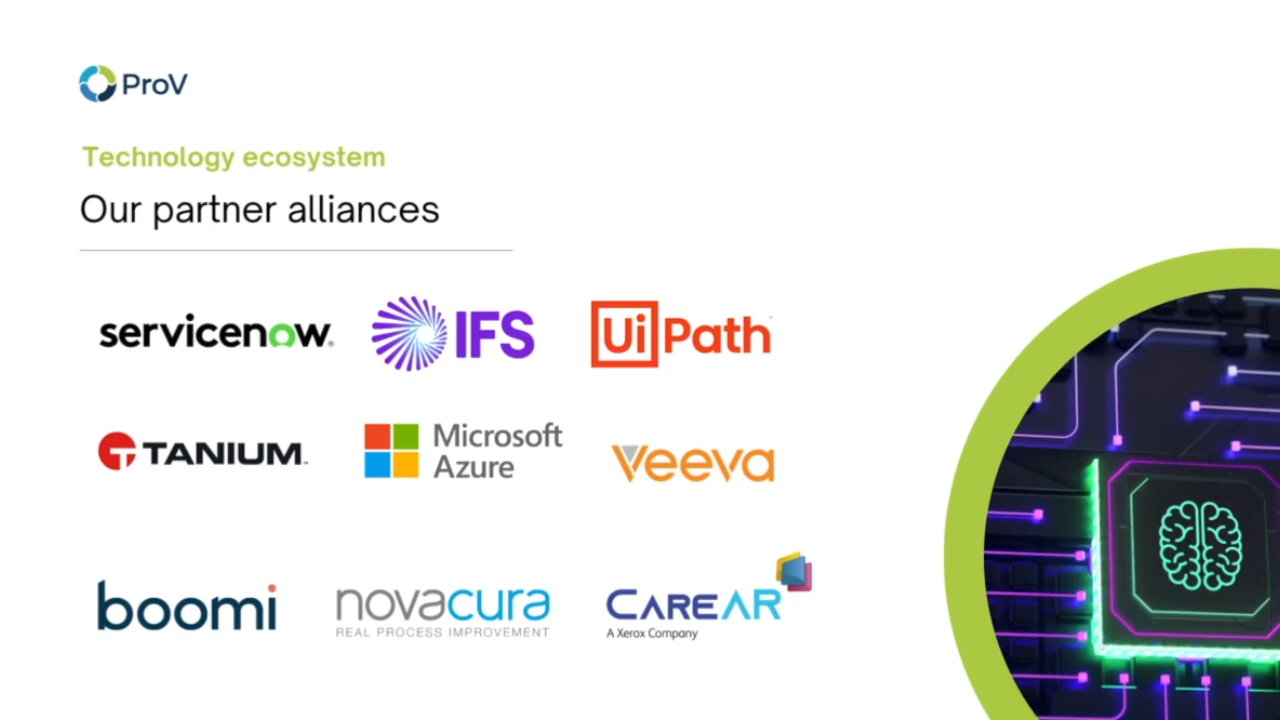 ProV
Technology ecosystem
Our partner alliances
servicenow®
IFS
UiPath
TANIUM™
Microsoft
Azure
Veeva
boomi
novacura
REAL PROCESS IMPROVEMENT
CAREAR
A Xerox Company